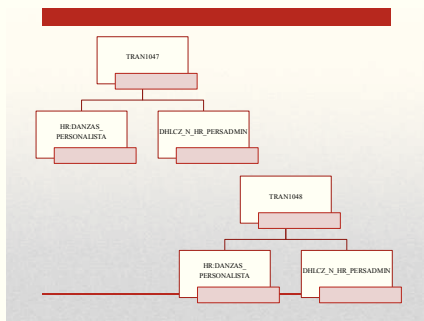 TRAN1047
HR:DANZAS_
PERSONALISTA
DHLCZ_N_HR_PERSADMIN
TRAN1048
HR:DANZAS_
PERSONALISTA
DHLCZ_N_HR_PERSADMIN